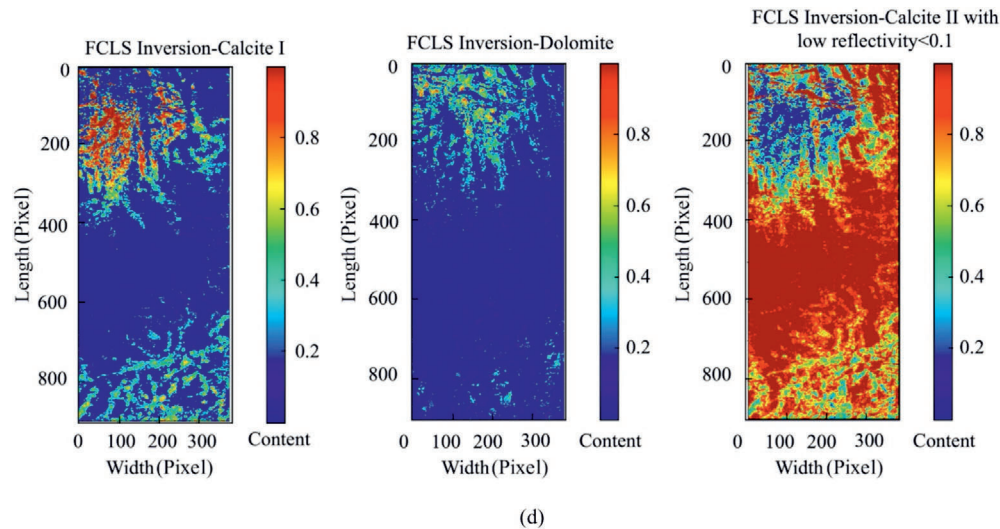 FCLS Inversion-Calcite I
0
200
400
600
800
Length (Pixel)
0 100 200 300
Width (Pixel)
0.8
0.6
0.4
0.2
Content
FCLS Inversion-Dolomite
0
200
400
600
800
Length (Pixel)
0 100 200 300
Width (Pixel)
0.8
0.6
0.4
0.2
Content
FCLS Inversion-Calcite II with
low reflectivity<0.1
0
200
400
600
800
Length (Pixel)
0 100 200 300
Width (Pixel)
0.8
0.6
0.4
0.2
Content
(d)